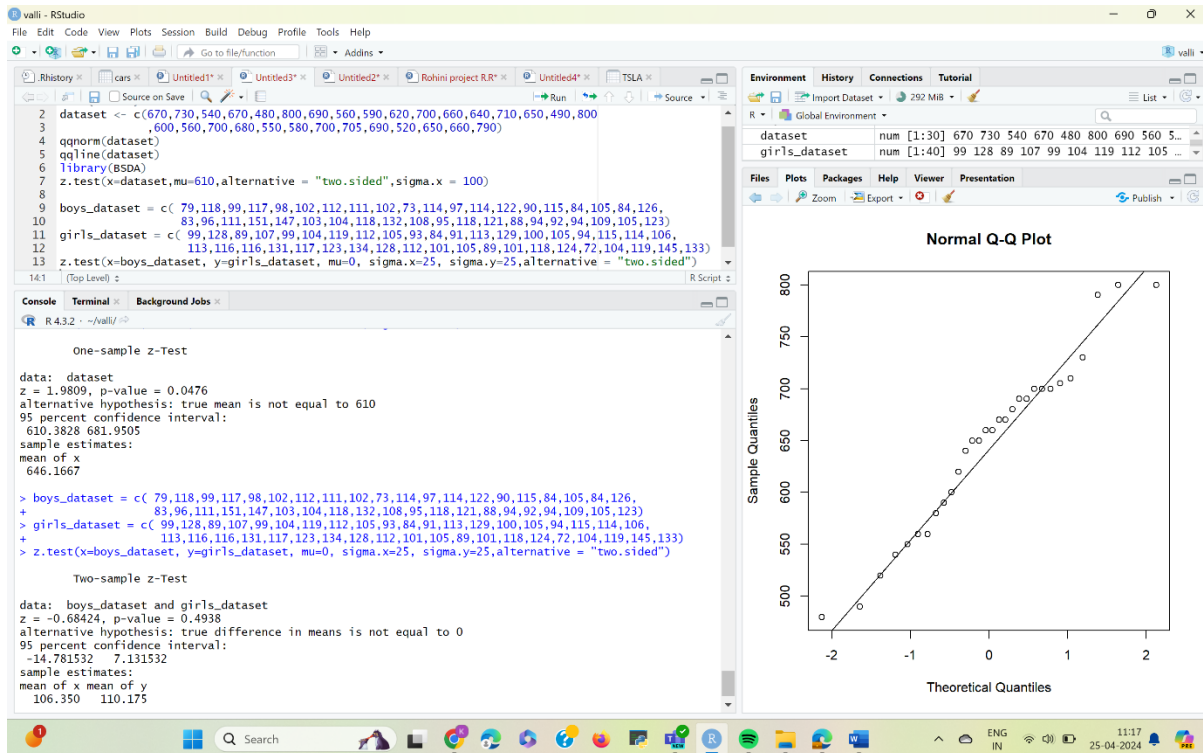 valli - RStudio
File Edit Code View Plots Session Build Debug Profile Tools Help
Go to file/function Addins valli
.Rhistory cars Untitled1* Untitled3* Untitled2* Rohini project R.R* Untitled4* TSLA
Source on Save Run Source
2 dataset <- c(670,730,540,670,480,800,690,560,590,620,700,660,640,710,650,490,800
3 ,600,560,700,680,550,580,700,705,690,520,650,660,790)
4 qqnorm(dataset)
5 qqline(dataset)
6 library(BSDA)
7 z.test(x=dataset,mu=610,alternative = "two.sided",sigma.x = 100)
8
9 boys_dataset = c( 79,118,99,117,98,102,112,111,102,73,114,97,114,122,90,115,84,105,84,126,
10 83,96,111,151,147,103,104,118,132,108,95,118,121,88,94,92,94,109,105,123)
11 girls_dataset = c( 99,128,89,107,99,104,119,112,105,93,84,91,113,129,100,105,94,115,114,106,
12 113,116,116,131,117,123,134,128,112,101,105,89,101,118,124,72,104,119,145,133)
13 z.test(x=boys_dataset, y=girls_dataset, mu=0, sigma.x=25, sigma.y=25,alternative = "two.sided")
14:1 (Top Level) R Script
Console Terminal Background Jobs
R 4.3.2 · ~/valli/
One-sample z-Test
data: dataset
z = 1.9809, p-value = 0.0476
alternative hypothesis: true mean is not equal to 610
95 percent confidence interval:
610.3828 681.9505
sample estimates:
mean of x
646.1667
> boys_dataset = c( 79,118,99,117,98,102,112,111,102,73,114,97,114,122,90,115,84,105,84,126,
+ 83,96,111,151,147,103,104,118,132,108,95,118,121,88,94,92,94,109,105,123)
> girls_dataset = c( 99,128,89,107,99,104,119,112,105,93,84,91,113,129,100,105,94,115,114,106,
+ 113,116,116,131,117,123,134,128,112,101,105,89,101,118,124,72,104,119,145,133)
> z.test(x=boys_dataset, y=girls_dataset, mu=0, sigma.x=25, sigma.y=25,alternative = "two.sided")
Two-sample z-Test
data: boys_dataset and girls_dataset
z = -0.68424, p-value = 0.4938
alternative hypothesis: true difference in means is not equal to 0
95 percent confidence interval:
-14.781532 7.131532
sample estimates:
mean of x mean of y
106.350 110.175
Environment History Connections Tutorial
Import Dataset 292 MiB List
R Global Environment
dataset num [1:30] 670 730 540 670 480 800 690 560 5...
girls_dataset num [1:40] 99 128 89 107 99 104 119 112 105 ...
Files Plots Packages Help Viewer Presentation
Zoom Export Publish
Normal Q-Q Plot
800
750
700
650
600
550
500
Sample Quantiles
-2 -1 0 1 2
Theoretical Quantiles
Search
ENG
IN
11:17
25-04-2024